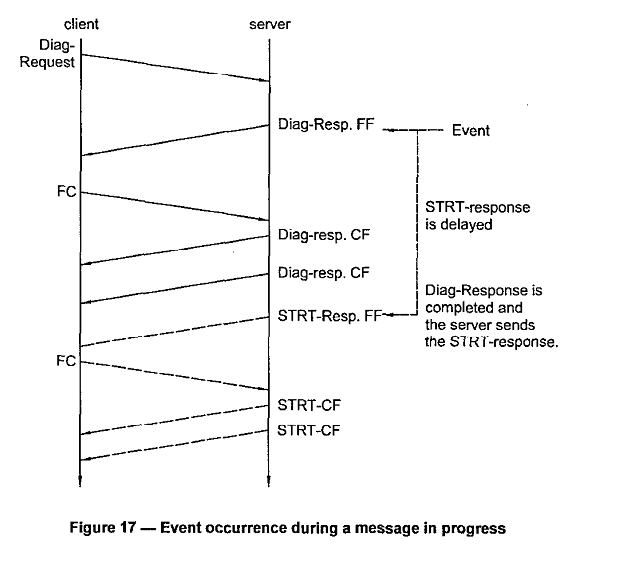 client
server
Diag-
Request
Diag-Resp. FF
Event
FC
STRT-response
is delayed
Diag-resp. CF
Diag-resp. CF
Diag-Response is
completed and
the server sends
the STRT-response.
STRT-Resp. FF
FC
STRT-CF
STRT-CF
Figure 17 — Event occurrence during a message in progress